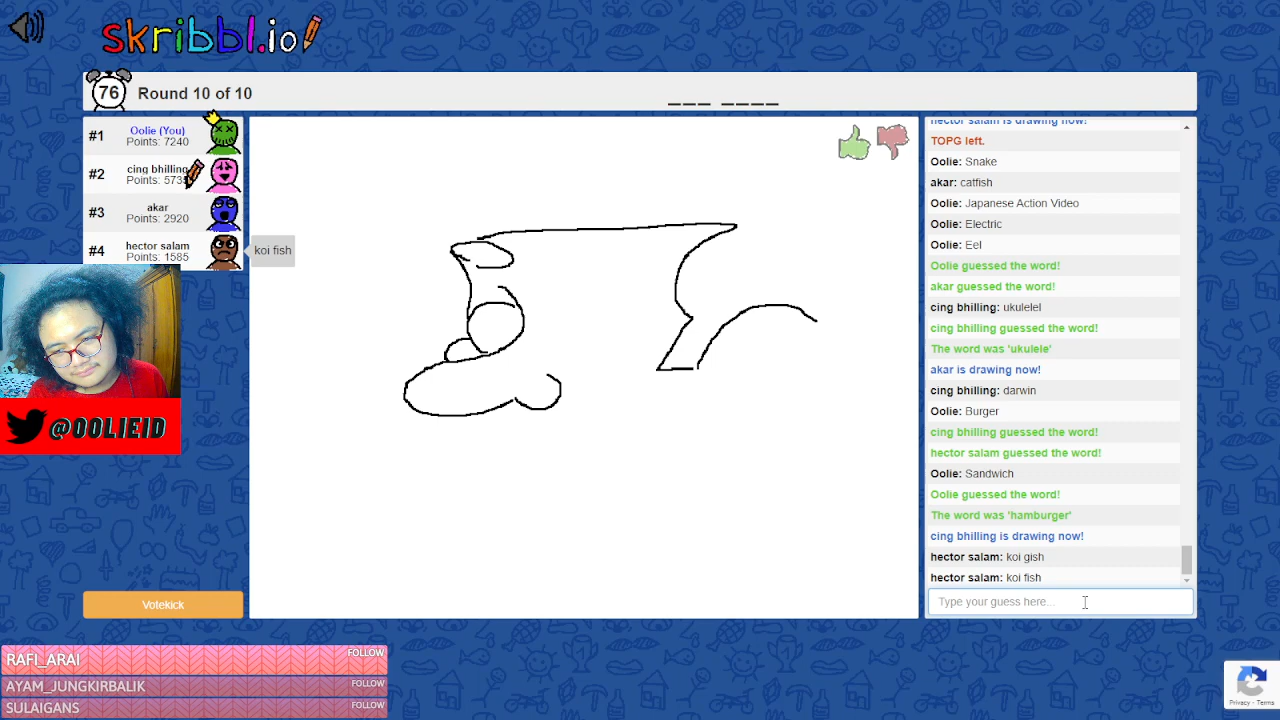 skribbl.io
76
Round 10 of 10
___ ____
#1
Oolie (You)
Points: 7240
#2
cing bhilling
Points: 573
#3
akar
Points: 2920
#4
hector salam
Points: 1585
koi fish
@OOLIEID
Votekick
RAFI_ARAI
FOLLOW
AYAM_JUNGKIRBALIK
FOLLOW
SULAIGANS
FOLLOW
hector salam is drawing now!
TOPG left.
Oolie: Snake
akar: catfish
Oolie: Japanese Action Video
Oolie: Electric
Oolie: Eel
Oolie guessed the word!
akar guessed the word!
cing bhilling: ukulelel
cing bhilling guessed the word!
The word was 'ukulele'
akar is drawing now!
cing bhilling: darwin
Oolie: Burger
cing bhilling guessed the word!
hector salam guessed the word!
Oolie: Sandwich
Oolie guessed the word!
The word was 'hamburger'
cing bhilling is drawing now!
hector salam: koi gish
hector salam: koi fish
Type your guess here...
Privacy - Terms